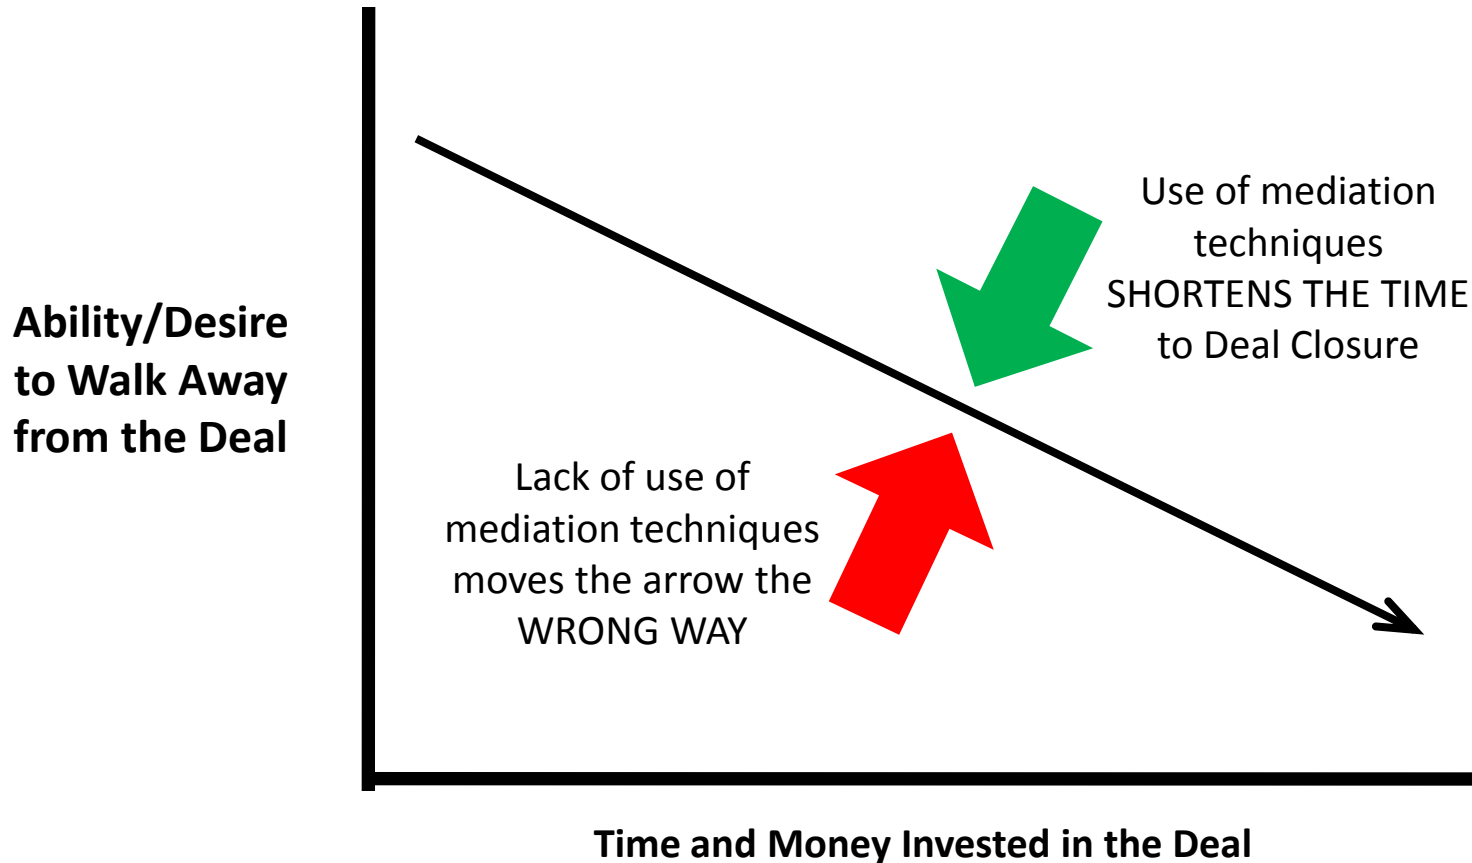 Ability/Desire
to Walk Away
from the Deal
Use of mediation
techniques
SHORTENS THE TIME
to Deal Closure
Lack of use of
mediation techniques
moves the arrow the
WRONG WAY
Time and Money Invested in the Deal